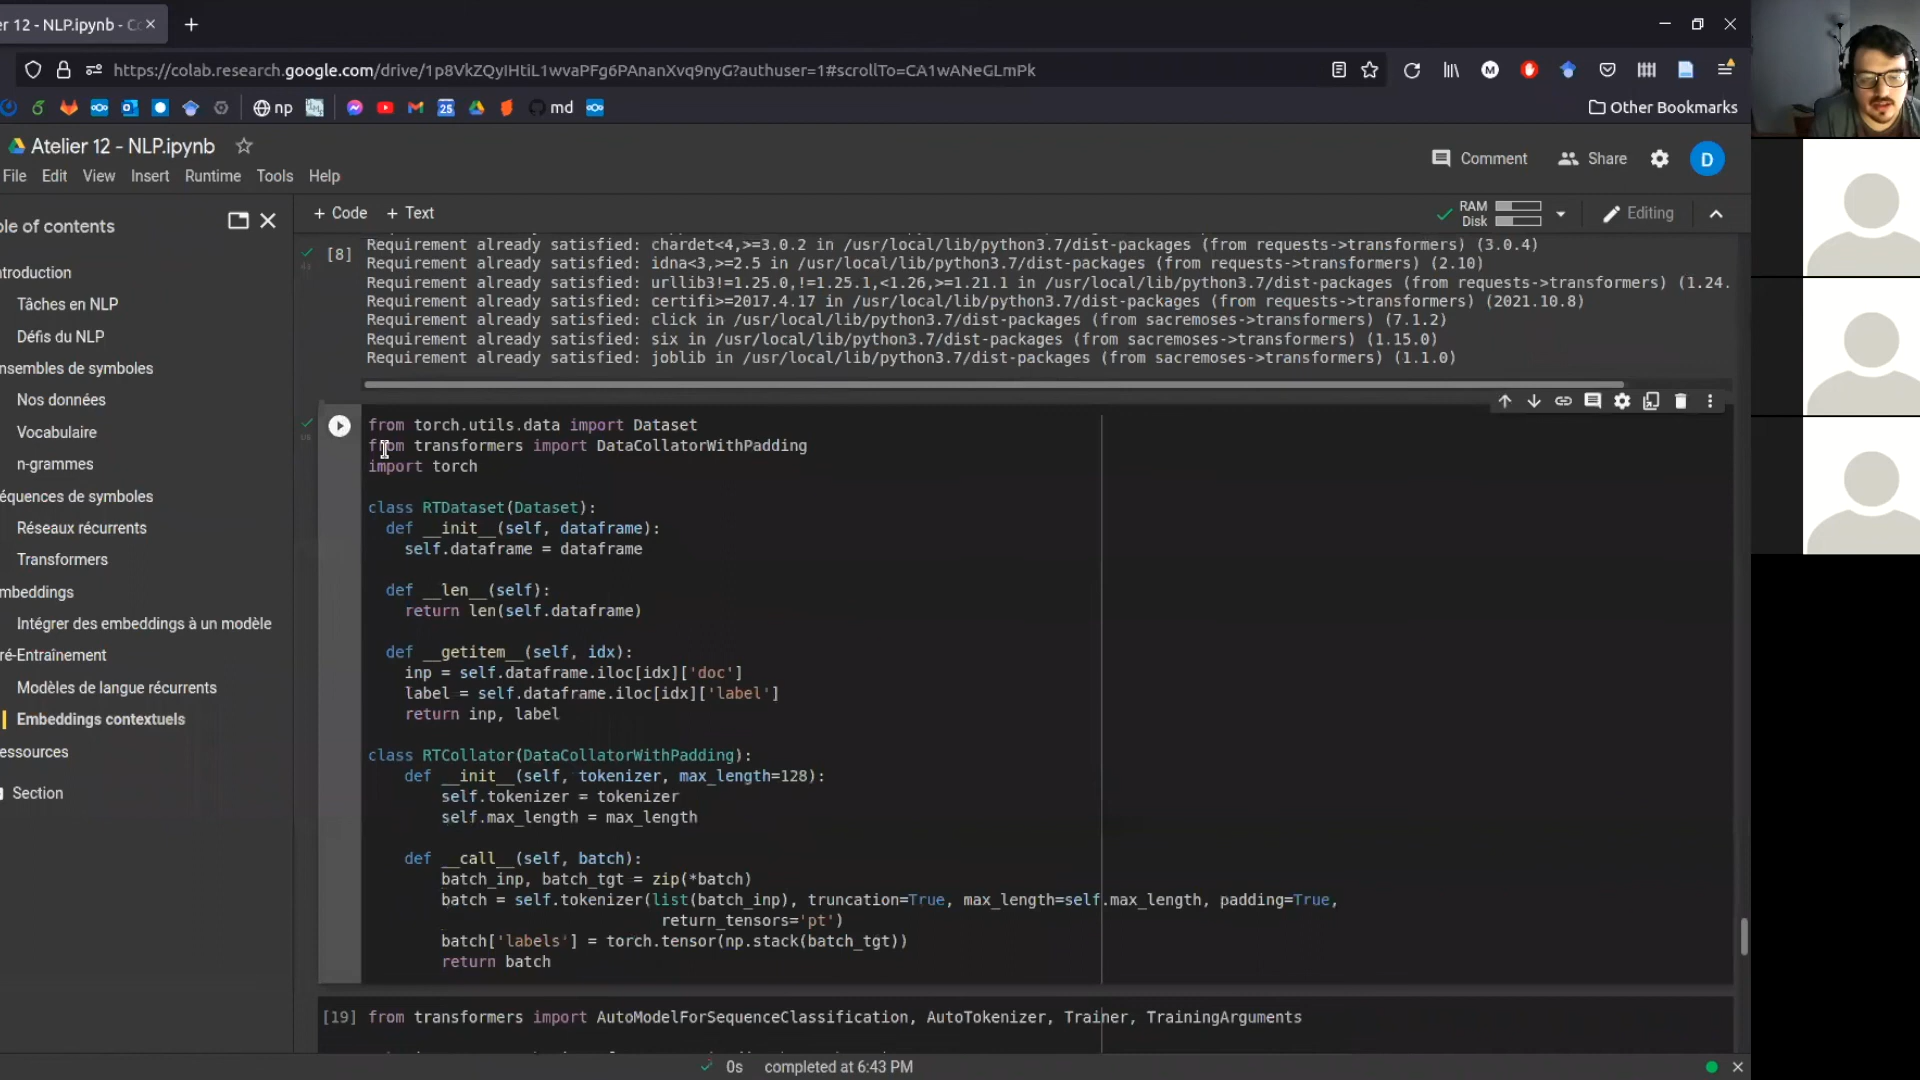 er 12 - NLP.ipynb - Co
https://colab.research.google.com/drive/1p8VkZQyIHtiL1wvaPFg6PAnanXvq9nyG?authuser=1#scrollTo=CA1wANeGLmPk
M
np
25
md
Other Bookmarks
Atelier 12 - NLP.ipynb
Comment
Share
D
File Edit View Insert Runtime Tools Help
ble of contents
+ Code + Text
RAM
Disk
Editing
ntroduction
Tâches en NLP
Défis du NLP
nsembles de symboles
Nos données
Vocabulaire
n-grammes
équences de symboles
Réseaux récurrents
Transformers
mbeddings
Intégrer des embeddings à un modèle
ré-Entraînement
Modèles de langue récurrents
Embeddings contextuels
essources
Section
[8]
Requirement already satisfied: chardet<4,>=3.0.2 in /usr/local/lib/python3.7/dist-packages (from requests->transformers) (3.0.4)
Requirement already satisfied: idna<3,>=2.5 in /usr/local/lib/python3.7/dist-packages (from requests->transformers) (2.10)
Requirement already satisfied: urllib3!=1.25.0,!=1.25.1,<1.26,>=1.21.1 in /usr/local/lib/python3.7/dist-packages (from requests->transformers) (1.24.
Requirement already satisfied: certifi>=2017.4.17 in /usr/local/lib/python3.7/dist-packages (from requests->transformers) (2021.10.8)
Requirement already satisfied: click in /usr/local/lib/python3.7/dist-packages (from sacremoses->transformers) (7.1.2)
Requirement already satisfied: six in /usr/local/lib/python3.7/dist-packages (from sacremoses->transformers) (1.15.0)
Requirement already satisfied: joblib in /usr/local/lib/python3.7/dist-packages (from sacremoses->transformers) (1.1.0)
from torch.utils.data import Dataset
from transformers import DataCollatorWithPadding
import torch
class RTDataset(Dataset):
def __init__(self, dataframe):
self.dataframe = dataframe
def __len__(self):
return len(self.dataframe)
def __getitem__(self, idx):
inp = self.dataframe.iloc[idx]['doc']
label = self.dataframe.iloc[idx]['label']
return inp, label
class RTCollator(DataCollatorWithPadding):
def __init__(self, tokenizer, max_length=128):
self.tokenizer = tokenizer
self.max_length = max_length
def __call__(self, batch):
batch_inp, batch_tgt = zip(*batch)
batch = self.tokenizer(list(batch_inp), truncation=True, max_length=self.max_length, padding=True,
return_tensors='pt')
batch['labels'] = torch.tensor(np.stack(batch_tgt))
return batch
[19] from transformers import AutoModelForSequenceClassification, AutoTokenizer, Trainer, TrainingArguments
0s completed at 6:43 PM